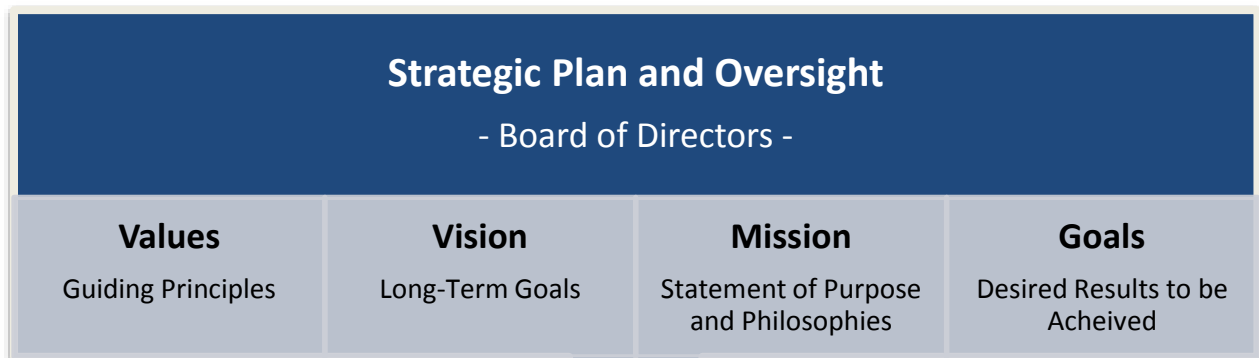 Strategic Plan and Oversight
- Board of Directors -
Values
Guiding Principles
Vision
Long-Term Goals
Mission
Statement of Purpose
and Philosophies
Goals
Desired Results to be
Acheived